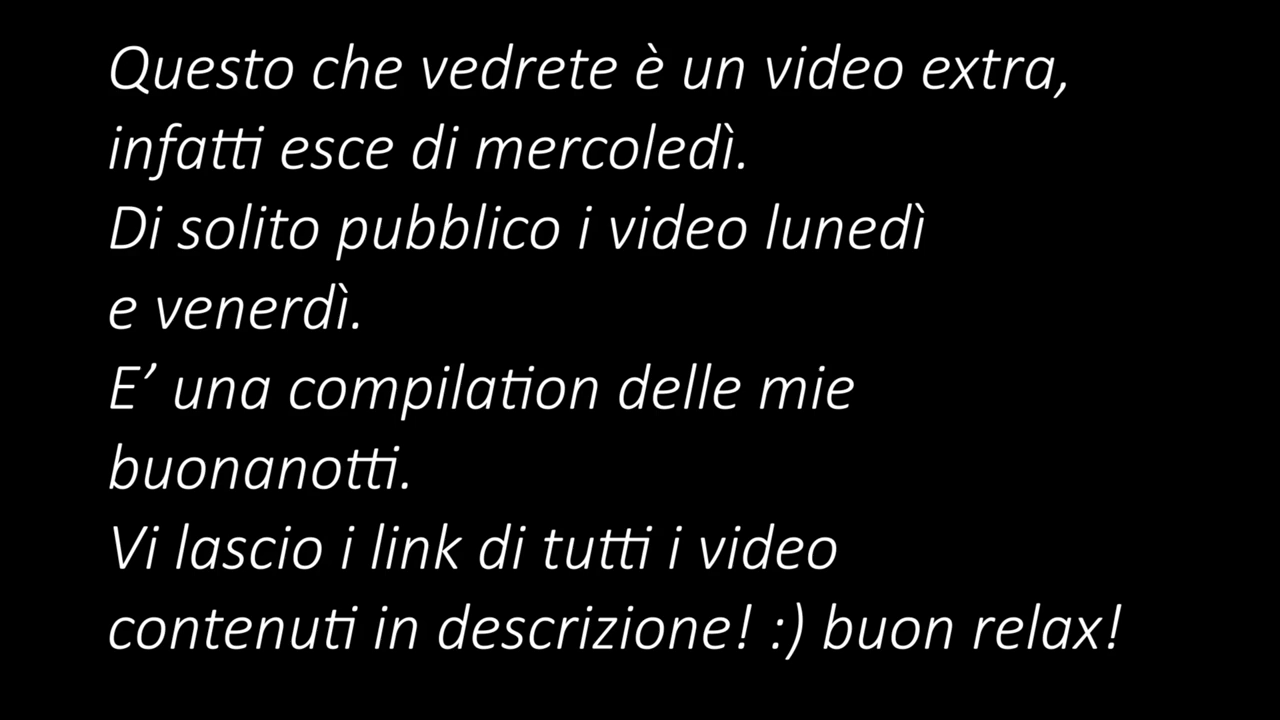 Questo che vedrete è un video extra,
infatti esce di mercoledì.
Di solito pubblico i video lunedì
e venerdì.
E’ una compilation delle mie
buonanotti.
Vi lascio i link di tutti i video
contenuti in descrizione! :) buon relax!